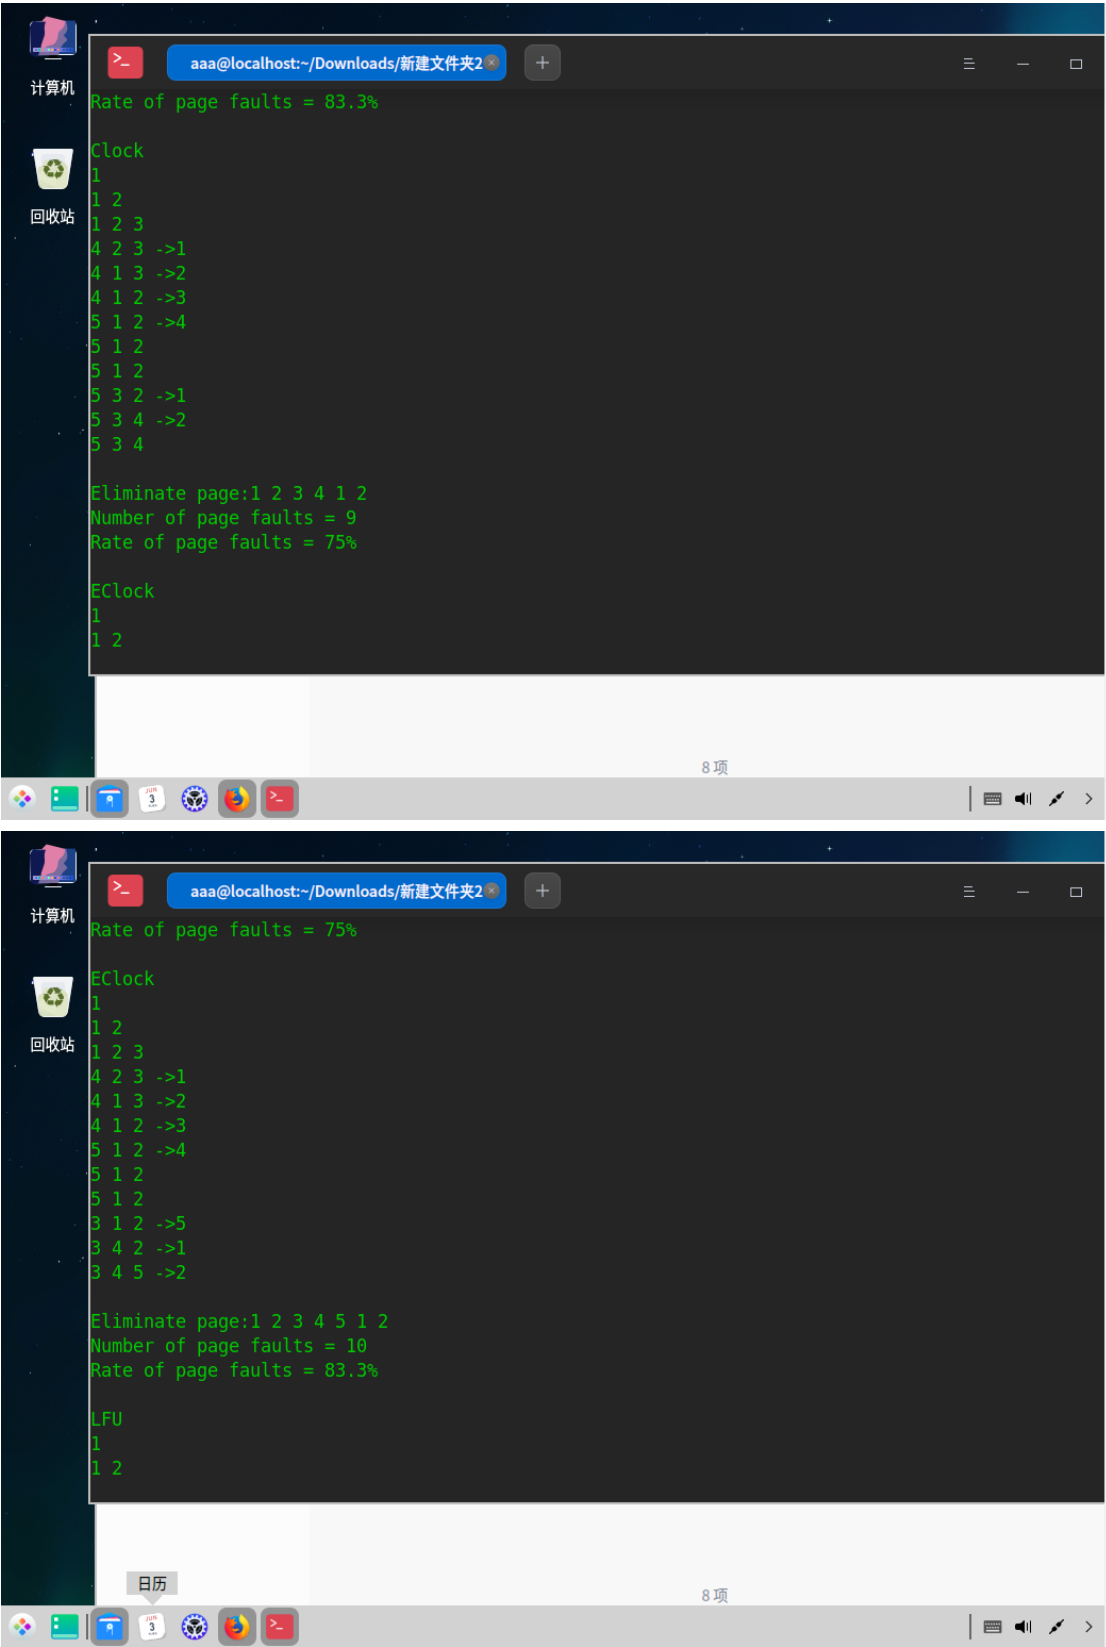 计算机
回收站
aaa@localhost:~/Downloads/新建文件夹2
Rate of page faults = 83.3%
Clock
1
1 2
1 2 3
4 2 3 ->1
4 1 3 ->2
4 1 2 ->3
5 1 2 ->4
5 1 2
5 1 2
5 3 2 ->1
5 3 4 ->2
5 3 4
Eliminate page:1 2 3 4 1 2
Number of page faults = 9
Rate of page faults = 75%
EClock
1
1 2
8 项
JUN
3
计算机
回收站
aaa@localhost:~/Downloads/新建文件夹2
Rate of page faults = 75%
EClock
1
1 2
1 2 3
4 2 3 ->1
4 1 3 ->2
4 1 2 ->3
5 1 2 ->4
5 1 2
5 1 2
3 1 2 ->5
3 4 2 ->1
3 4 5 ->2
Eliminate page:1 2 3 4 5 1 2
Number of page faults = 10
Rate of page faults = 83.3%
LFU
1
1 2
8 项
日历
JUN
3